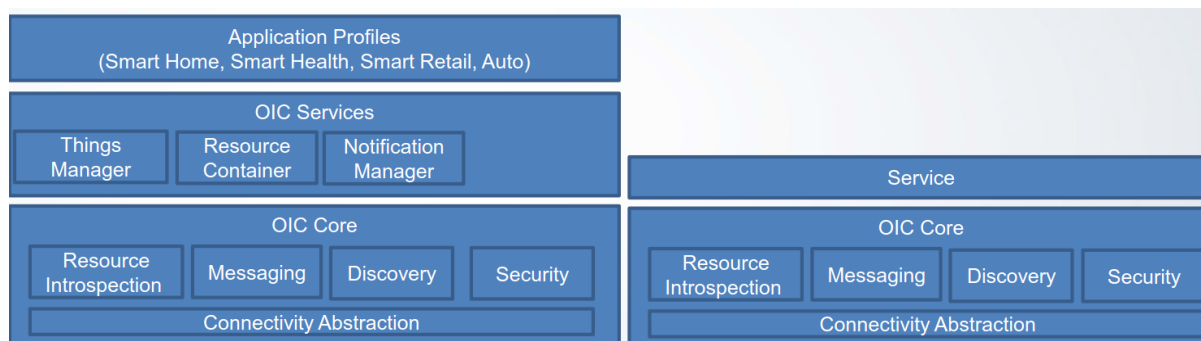 Application Profiles
(Smart Home, Smart Health, Smart Retail, Auto)
OIC Services
Things
Manager
Resource
Container
Notification
Manager
OIC Core
Resource
Introspection
Messaging
Discovery
Security
Connectivity Abstraction
Service
OIC Core
Resource
Introspection
Messaging
Discovery
Security
Connectivity Abstraction